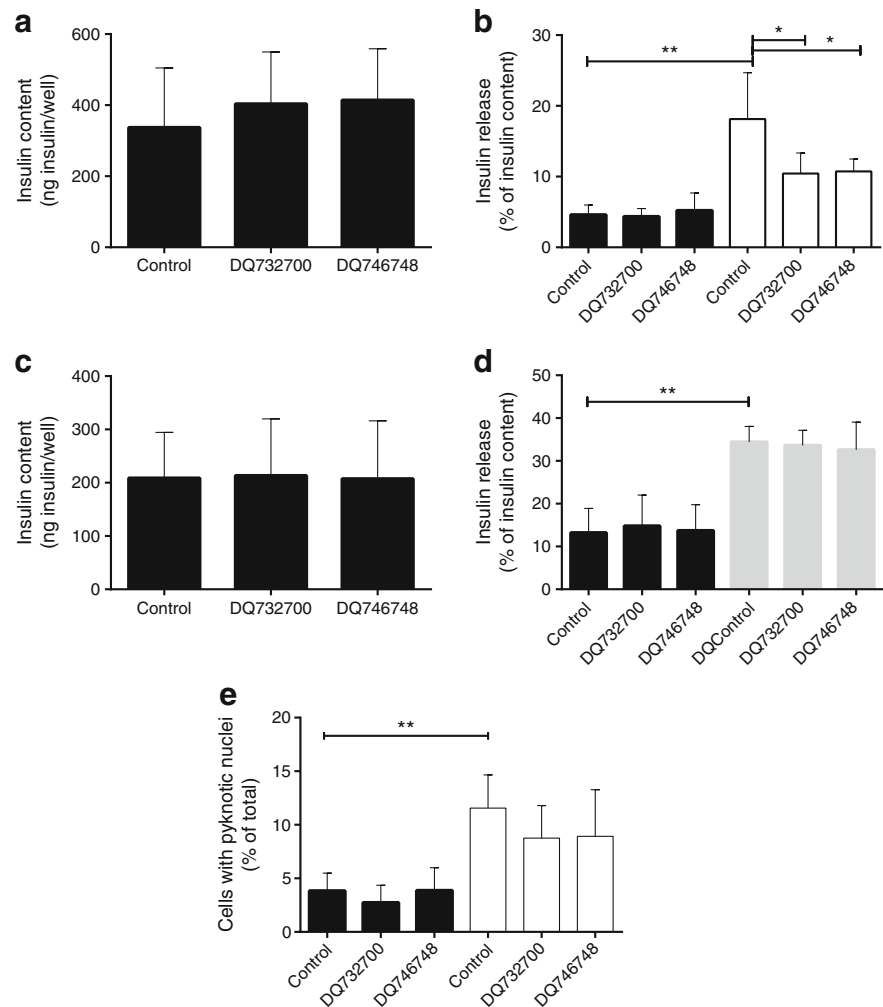 a
Insulin content
(ng insulin/well)
600
400
200
0
Control
DQ732700
DQ746748
b
Insulin release
(% of insulin content)
30
20
10
0
**
*
*
Control
DQ732700
DQ746748
Control
DQ732700
DQ746748
c
Insulin content
(ng insulin/well)
400
300
200
100
0
Control
DQ732700
DQ746748
d
Insulin release
(% of insulin content)
50
40
30
20
10
0
**
Control
DQ732700
DQ746748
DQControl
DQ732700
DQ746748
e
Cells with pyknotic nuclei
(% of total)
20
15
10
5
0
**
Control
DQ732700
DQ746748
Control
DQ732700
DQ746748